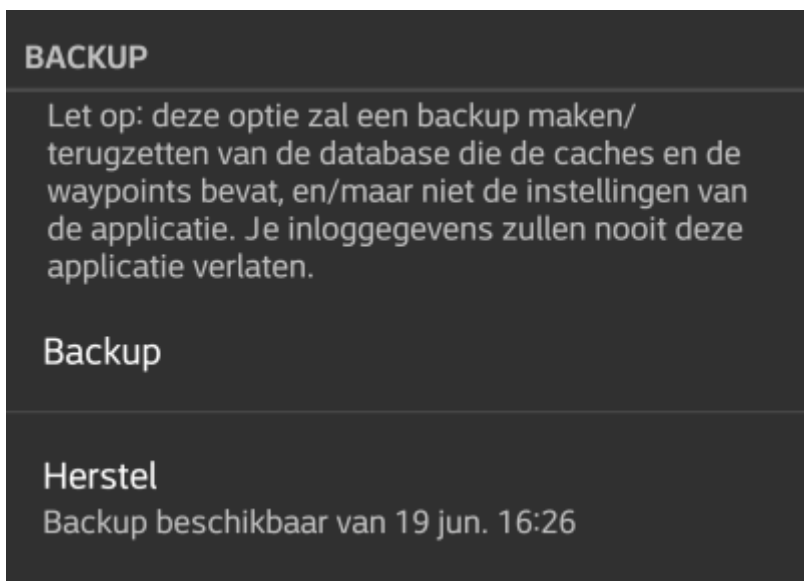 BACKUP
Let op: deze optie zal een backup maken/
terugzetten van de database die de caches en de
waypoints bevat, en/maar niet de instellingen van
de applicatie. Je inloggegevens zullen nooit deze
applicatie verlaten.
Backup
Herstel
Backup beschikbaar van 19 jun. 16:26